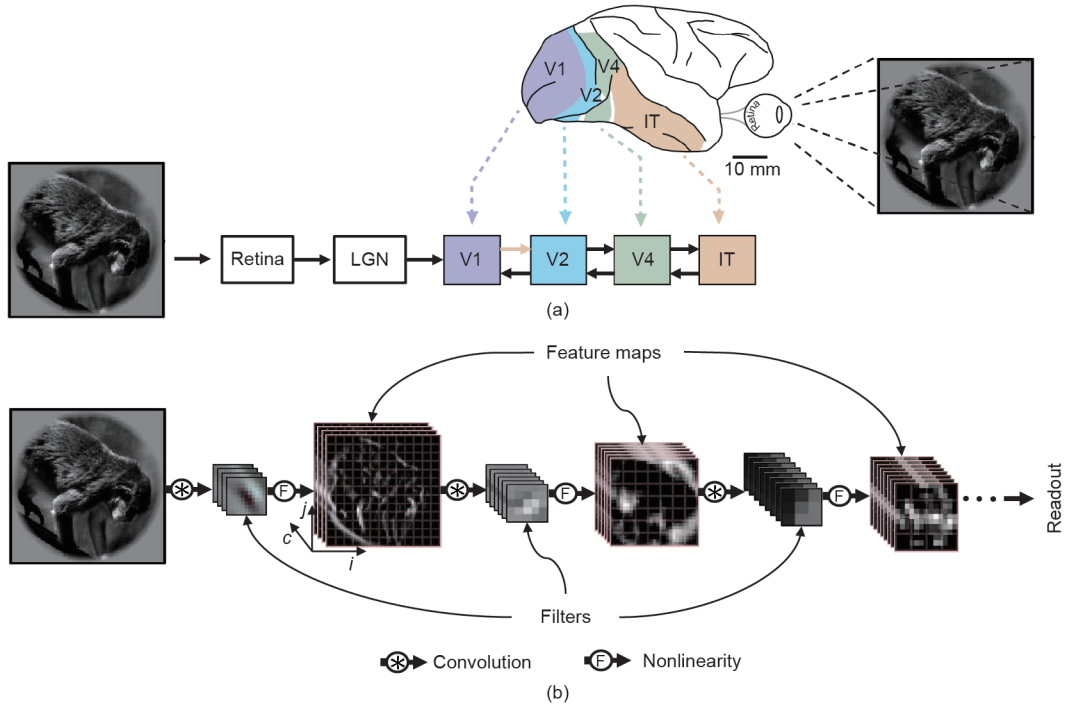 V1
V4
V2
IT
Retina
10 mm
Retina
LGN
V1
V2
V4
IT
(a)
Feature maps
F
F
F
j
c
i
Readout
Filters
Convolution
F
Nonlinearity
(b)